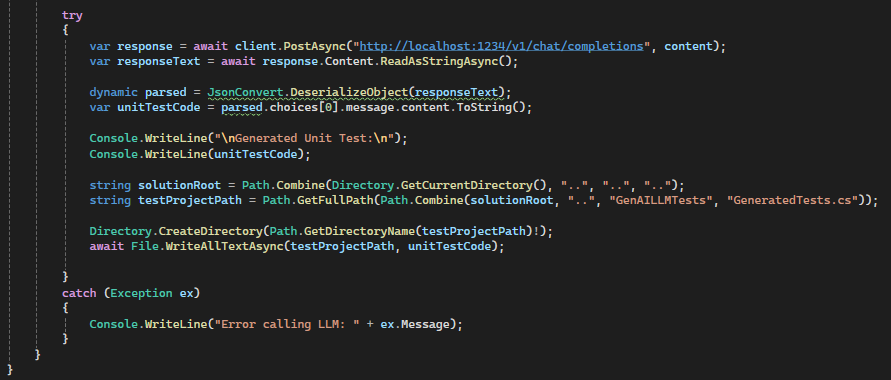 try
{
var response = await client.PostAsync("http://localhost:1234/v1/chat/completions", content);
var responseText = await response.Content.ReadAsStringAsync();
dynamic parsed = JsonConvert.DeserializeObject(responseText);
var unitTestCode = parsed.choices[0].message.content.ToString();
Console.WriteLine("\nGenerated Unit Test:\n");
Console.WriteLine(unitTestCode);
string solutionRoot = Path.Combine(Directory.GetCurrentDirectory(), "..", "..", "..");
string testProjectPath = Path.GetFullPath(Path.Combine(solutionRoot, "..", "GenAILLMTests", "GeneratedTests.cs"));
Directory.CreateDirectory(Path.GetDirectoryName(testProjectPath)!);
await File.WriteAllTextAsync(testProjectPath, unitTestCode);
}
catch (Exception ex)
{
Console.WriteLine("Error calling LLM: " + ex.Message);
}
}
}